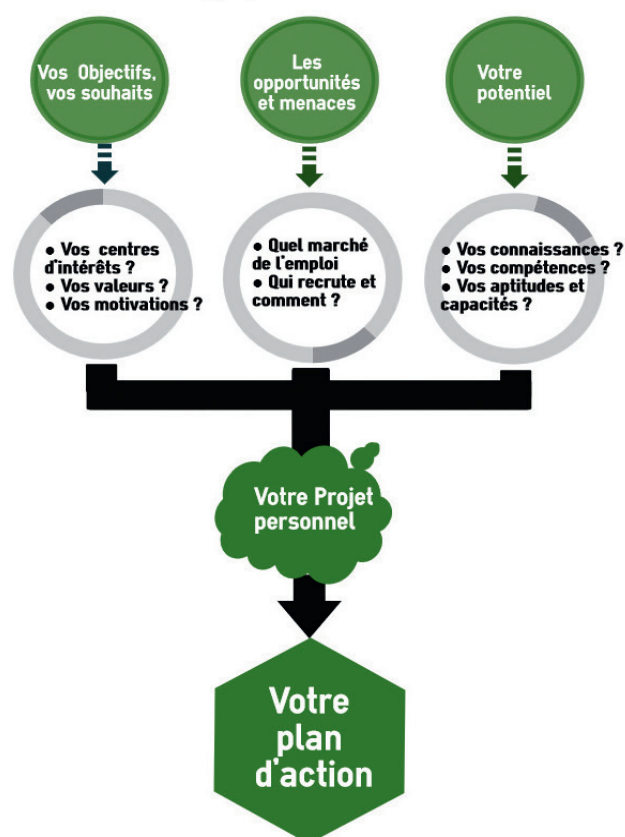 Vos Objectifs,
vos souhaits
Les
opportunités
et menaces
Votre
potentiel
● Vos centres
d'intérêts ?
● Vos valeurs ?
● Vos motivations ?
● Quel marché
de l'emploi
● Qui recrute et
comment ?
● Vos connaissances ?
● Vos compétences ?
● Vos aptitudes et
capacités ?
Votre Projet
personnel
Votre
plan
d'action